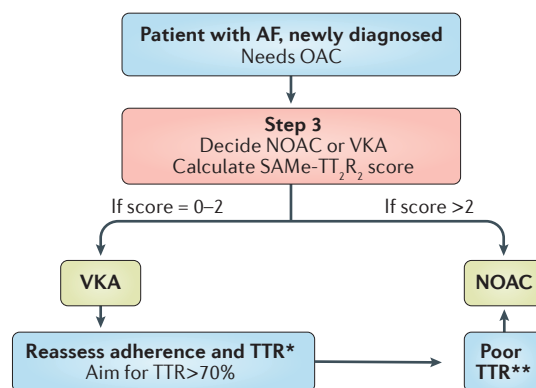 Patient with AF, newly diagnosed
Needs OAC
Step 3
Decide NOAC or VKA
Calculate SAMe-TT₂R₂ score
If score = 0–2
If score >2
VKA
NOAC
Reassess adherence and TTR*
Aim for TTR>70%
Poor
TTR**